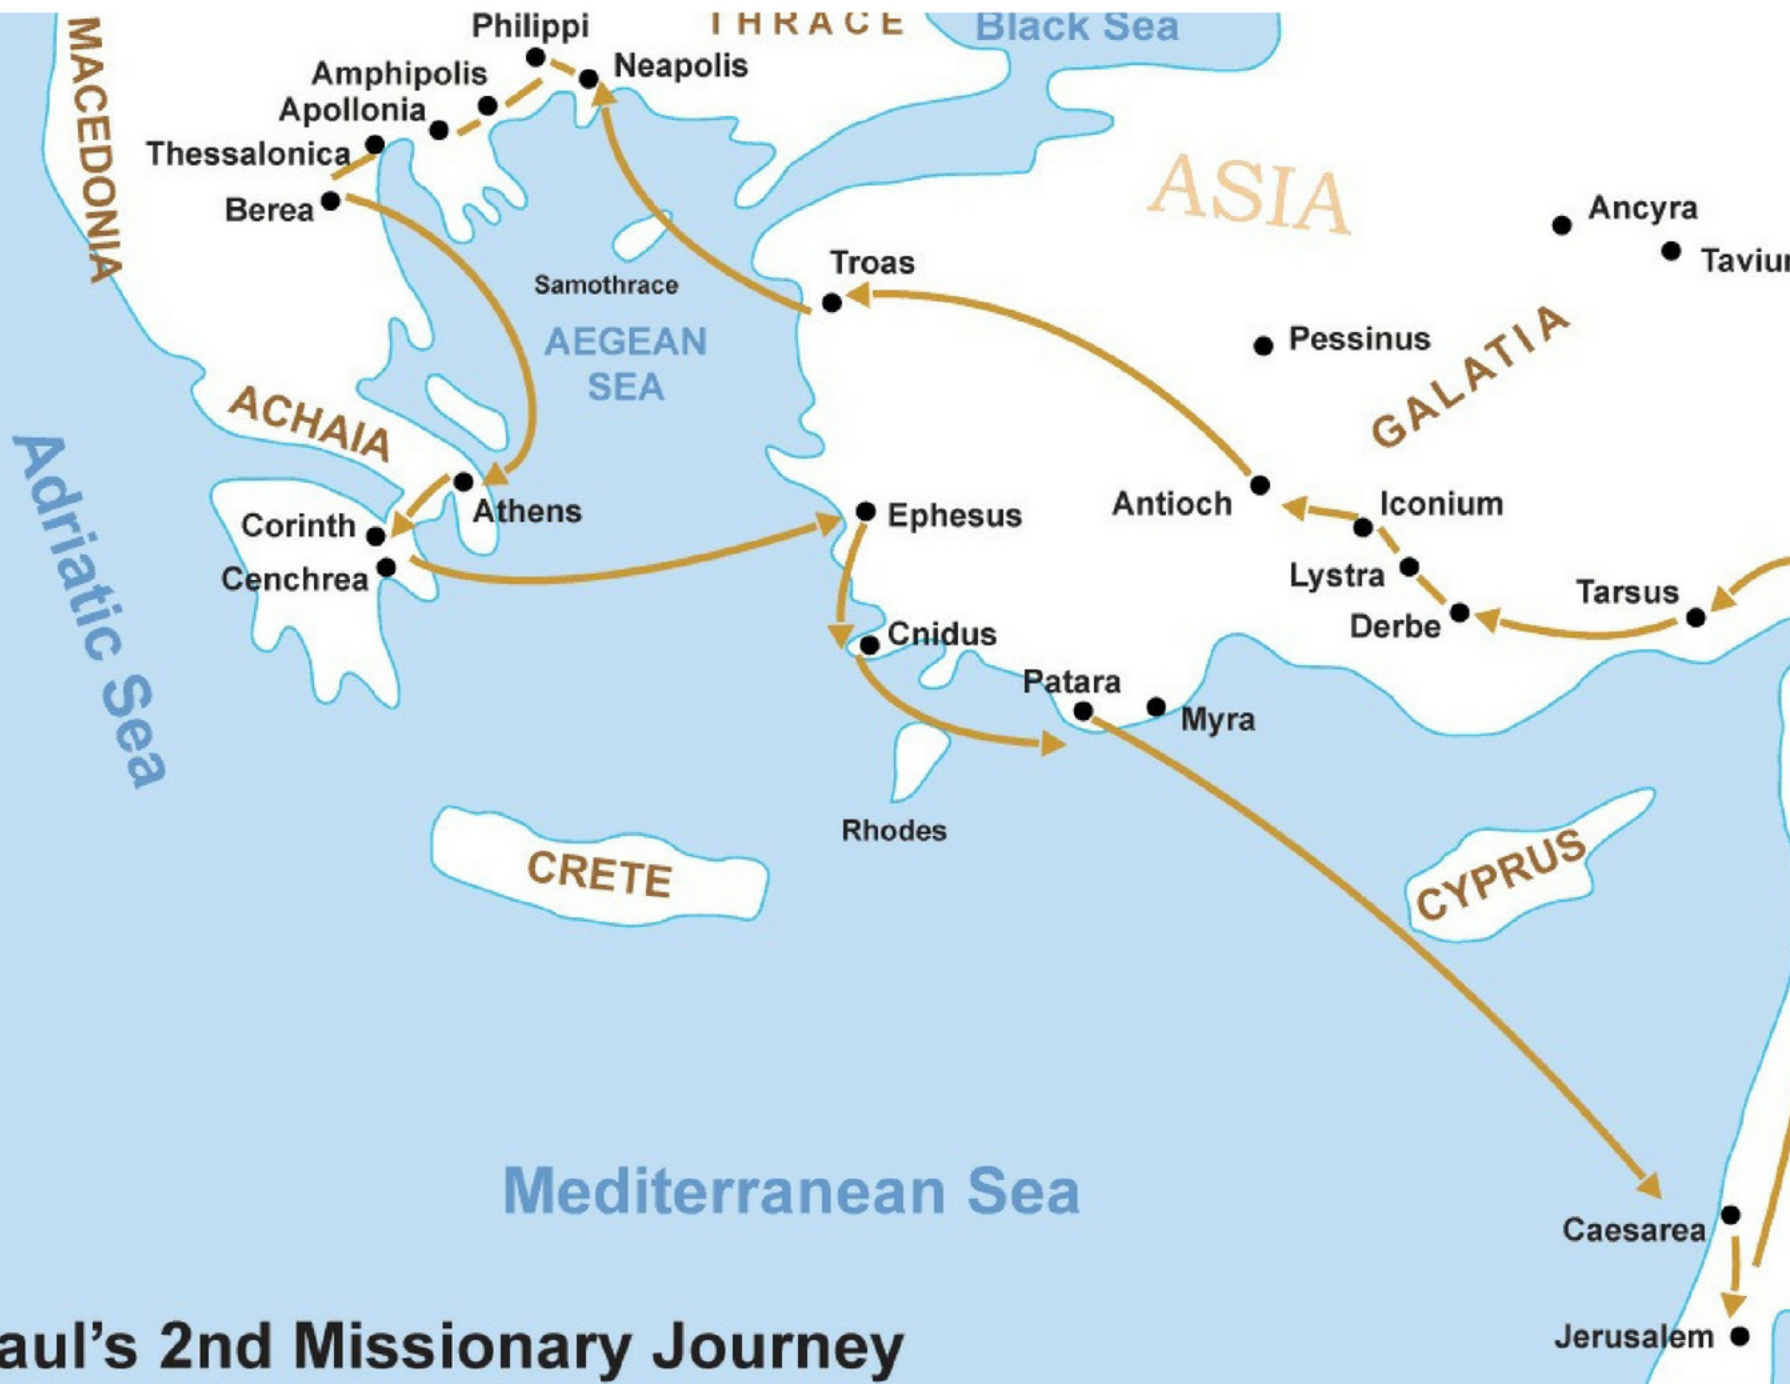 Philippi
THRACE
Black Sea
MACEDONIA
Neapolis
Amphipolis
Apollonia
Thessalonica
Berea
ASIA
Ancyra
Troas
Samothrace
AEGEAN
SEA
Pessinus
GALATIA
ACHAIA
Adriatic Sea
Athens
Corinth
Cenchrea
Ephesus
Antioch
Iconium
Lystra
Derbe
Tarsus
Cnidus
Patara
Myra
Rhodes
CRETE
CYPRUS
Mediterranean Sea
Caesarea
Jerusalem
aul’s 2nd Missionary Journey